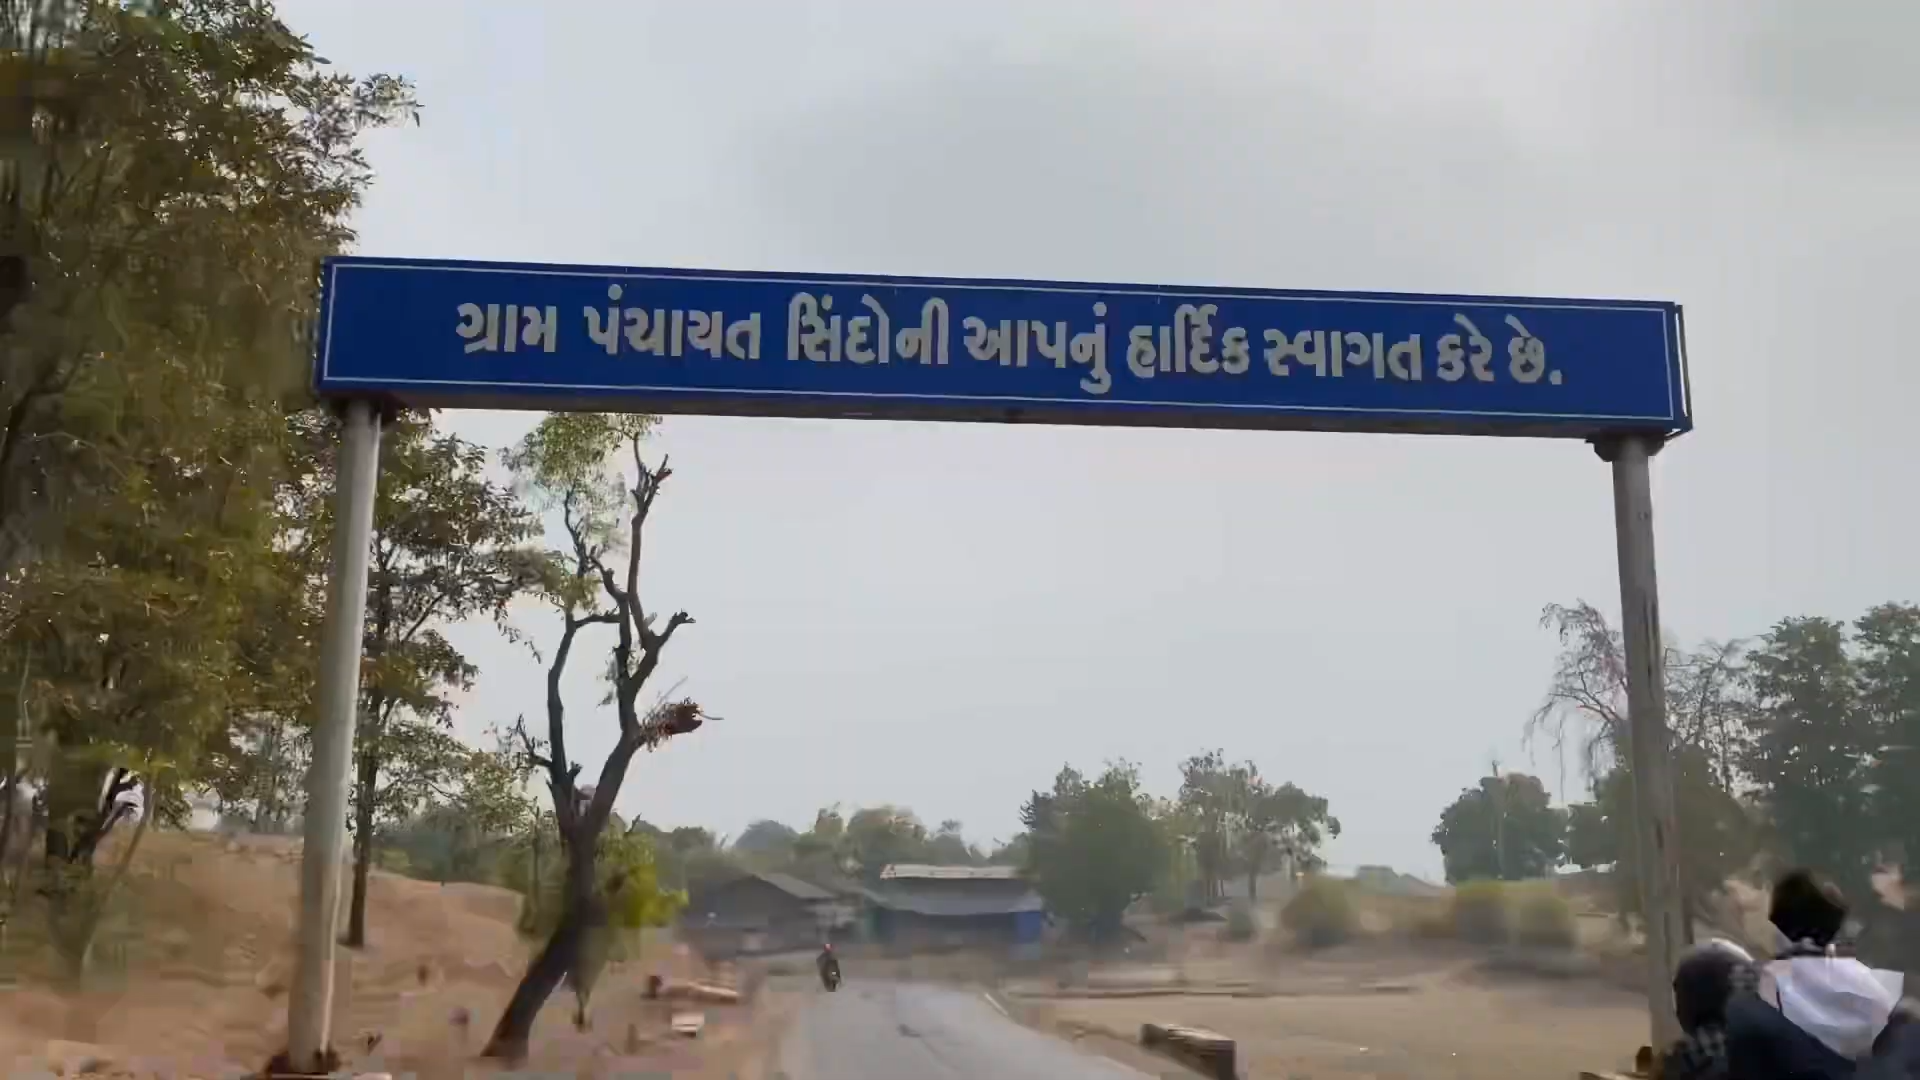 ગ્રામ પંચાયત સિંદોની આપનું હાર્દિક સ્વાગત કરે છે.